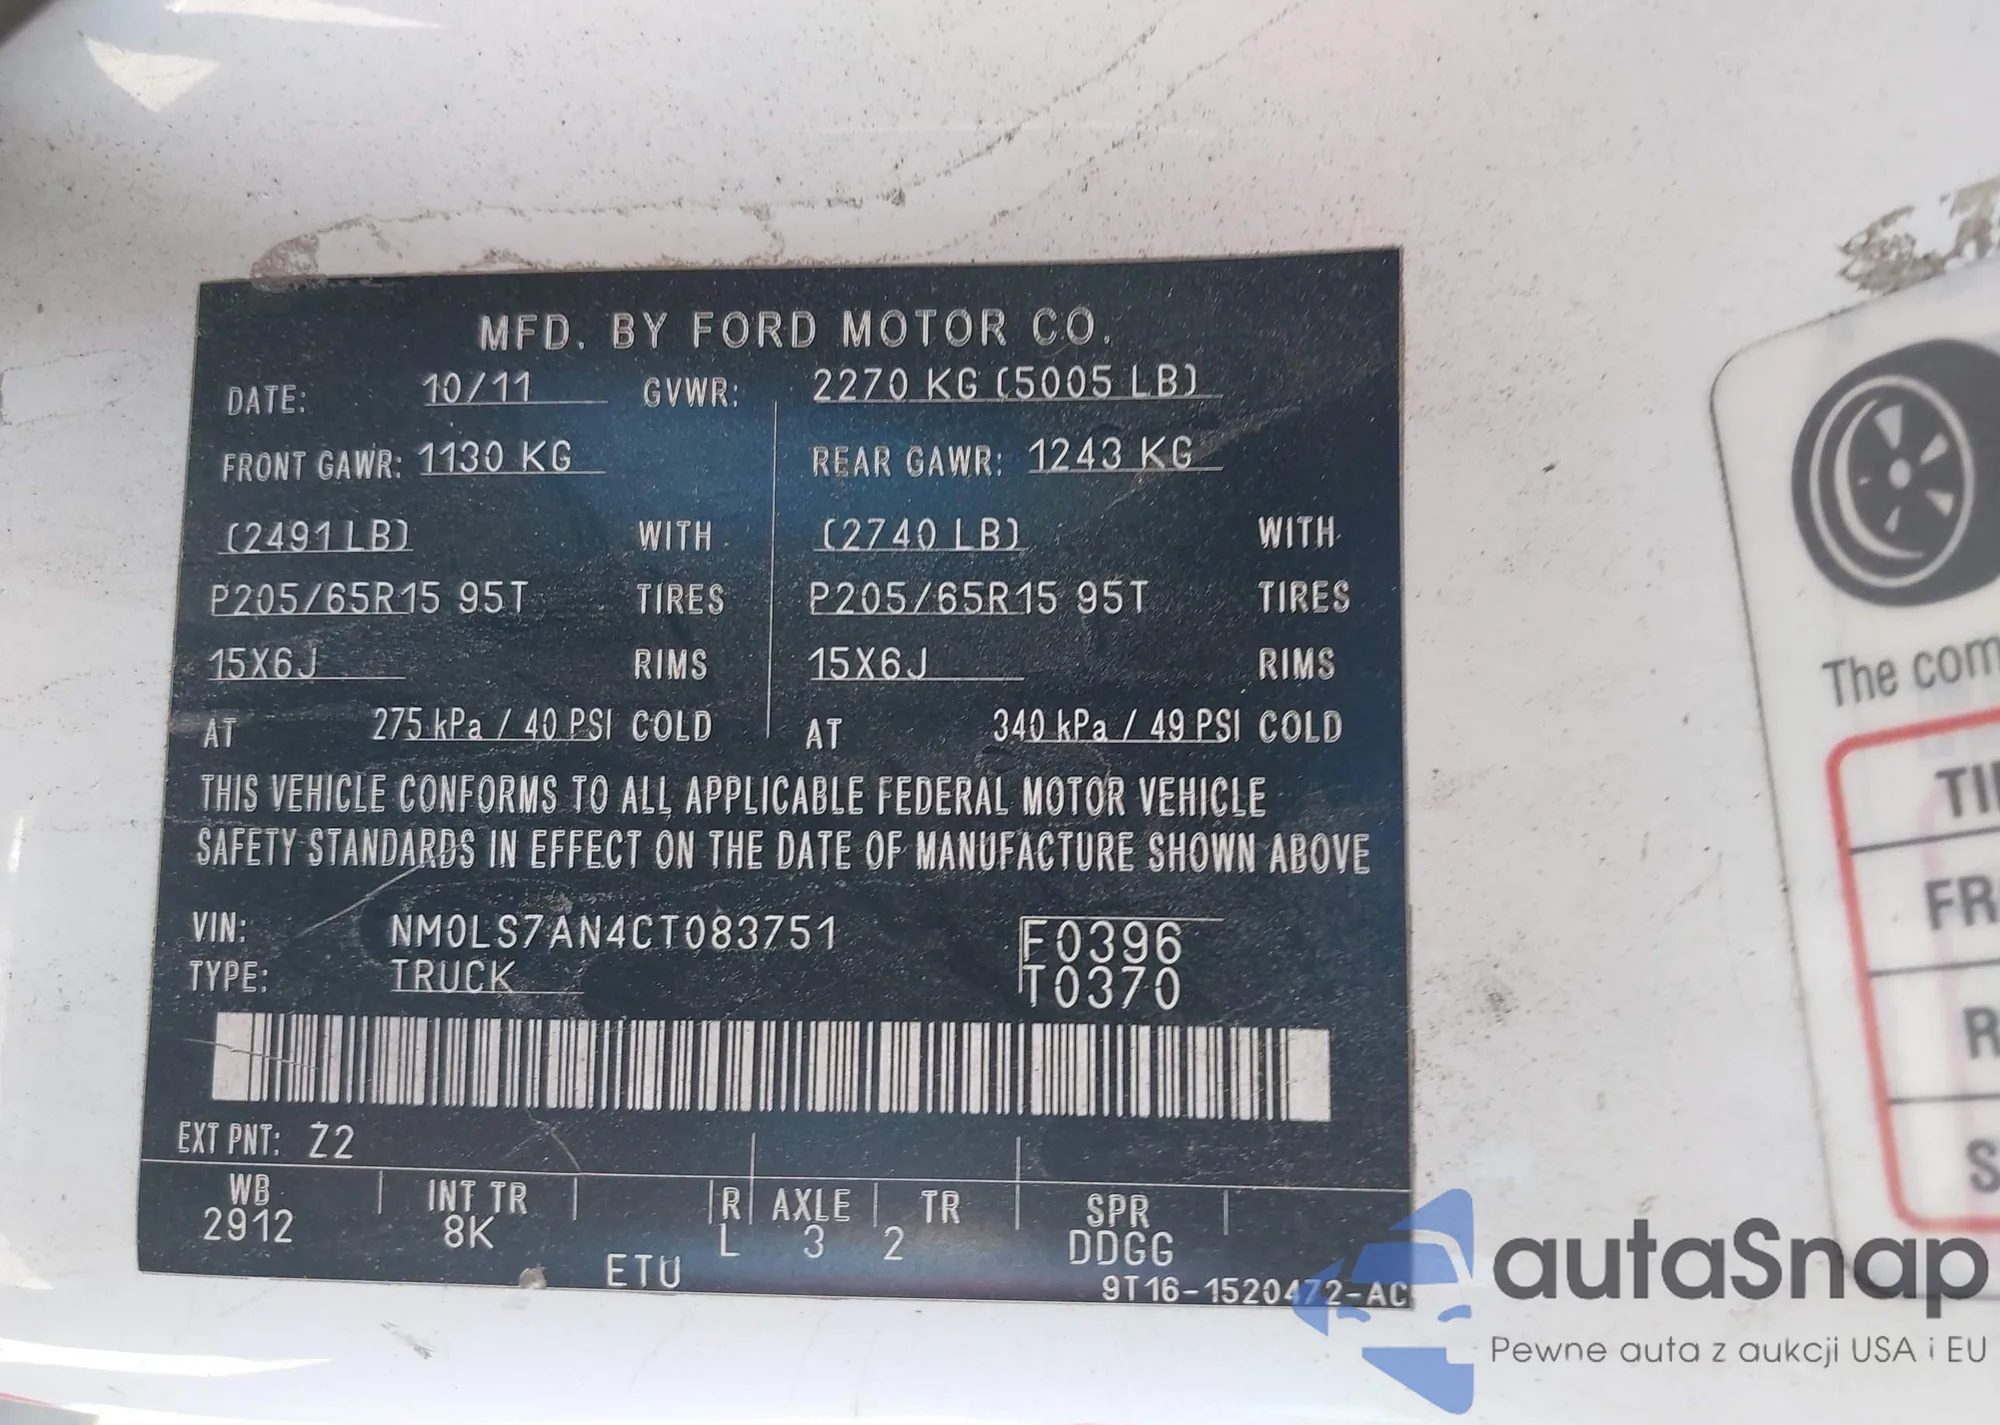 MFD. BY FORD MOTOR CO.
DATE: 10/11 GVWR: 2270 KG (5005 LB)
FRONT GAWR: 1130 KG REAR GAWR: 1243 KG
(2491 LB) WITH (2740 LB) WITH
P205/65R15 95T TIRES P205/65R15 95T TIRES
15X6J RIMS 15X6J RIMS
AT 275 kPa / 40 PSI COLD AT 340 kPa / 49 PSI COLD
THIS VEHICLE CONFORMS TO ALL APPLICABLE FEDERAL MOTOR VEHICLE
SAFETY STANDARDS IN EFFECT ON THE DATE OF MANUFACTURE SHOWN ABOVE
VIN: NM0LS7AN4CT083751 F0396
TYPE: TRUCK T0370
EXT PNT: Z2
WB INT TR R AXLE TR SPR
2912 8K L 3 2 DDGG
ETU
9T16-1520472-AC
The com
TI
FR
R
S
autaSnap
Pewne auta z aukcji USA i EU